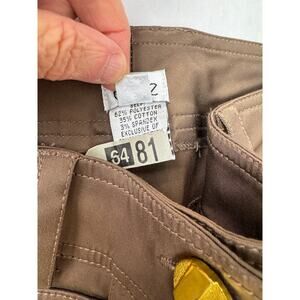 2
62% POLYESTER
35% COTTON
3% SPANDEX
EXCLUSIVE OF
64 81